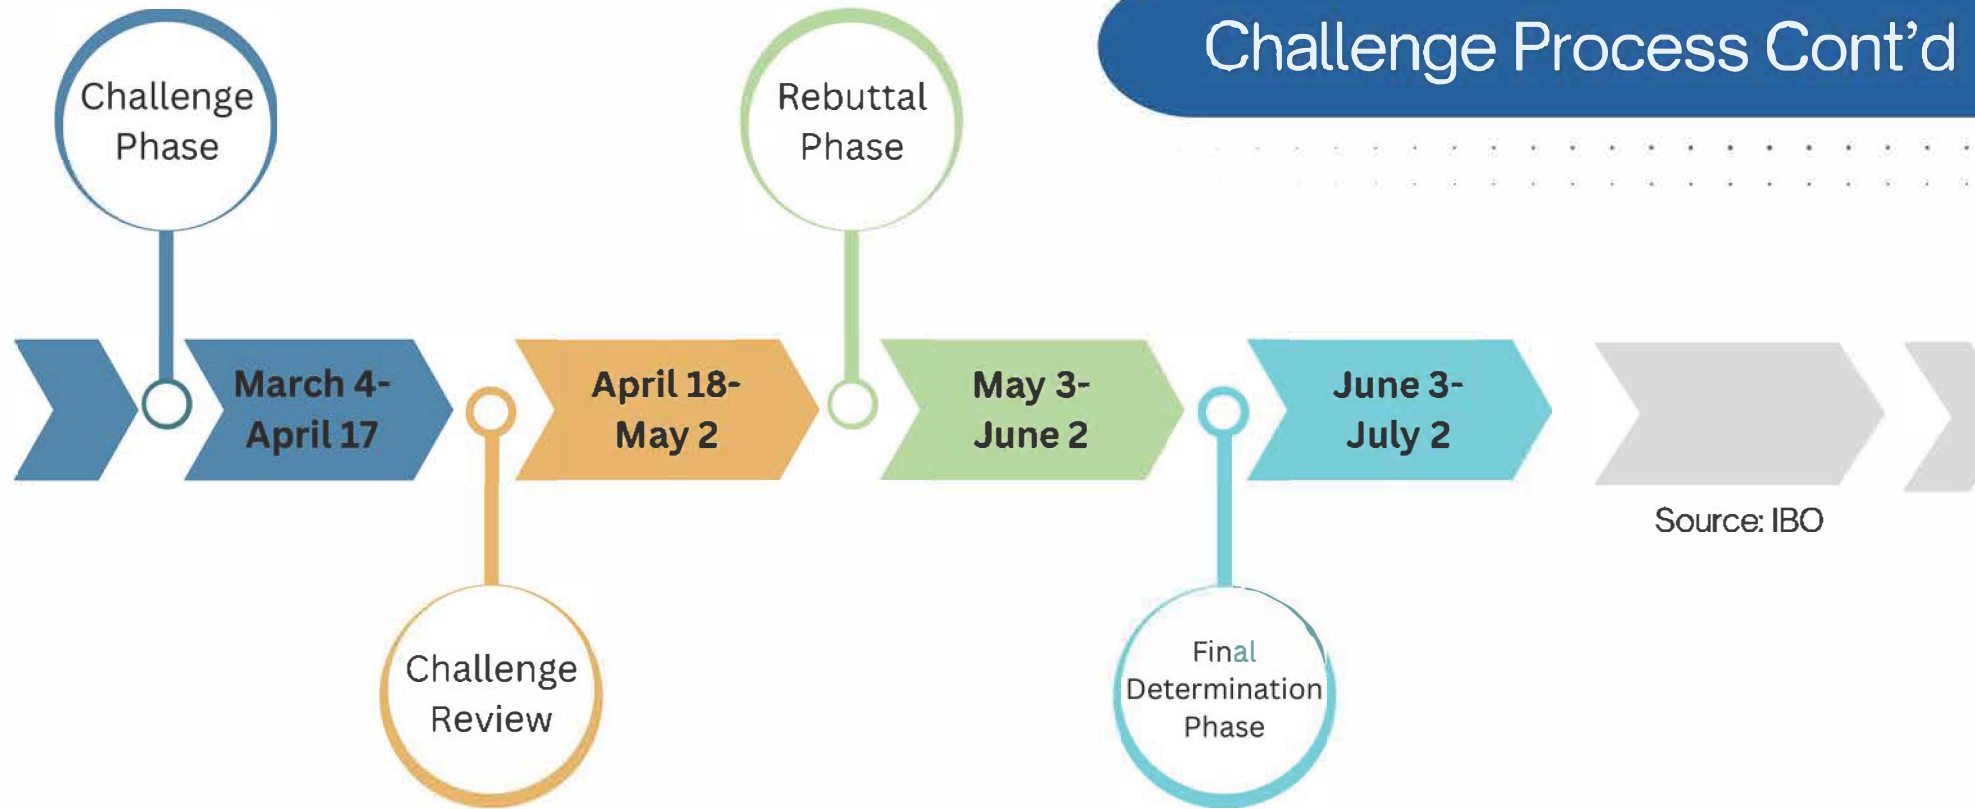 Challenge Process Cont’d
Challenge
Phase
Rebuttal
Phase
March 4-
April 17
April 18-
May 2
May 3-
June 2
June 3-
July 2
Source: IBO
Challenge
Review
Final
Determination
Phase